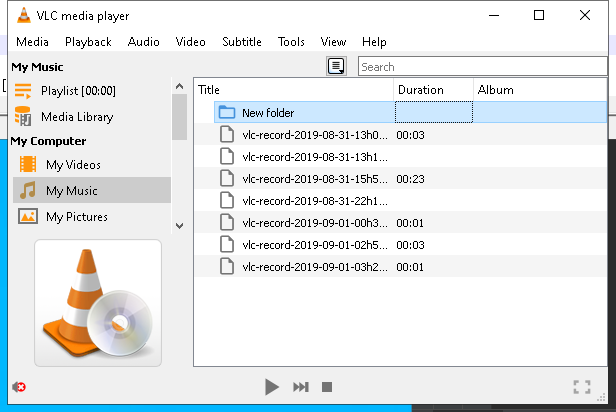 VLC media player
Media Playback Audio Video Subtitle Tools View Help
My Music
Playlist [00:00]
Media Library
My Computer
My Videos
My Music
My Pictures
Search
Title Duration Album
New folder
vlc-record-2019-08-31-13h0... 00:03
vlc-record-2019-08-31-13h1...
vlc-record-2019-08-31-15h5... 00:23
vlc-record-2019-08-31-22h1...
vlc-record-2019-09-01-00h3... 00:01
vlc-record-2019-09-01-02h5... 00:03
vlc-record-2019-09-01-03h2... 00:01